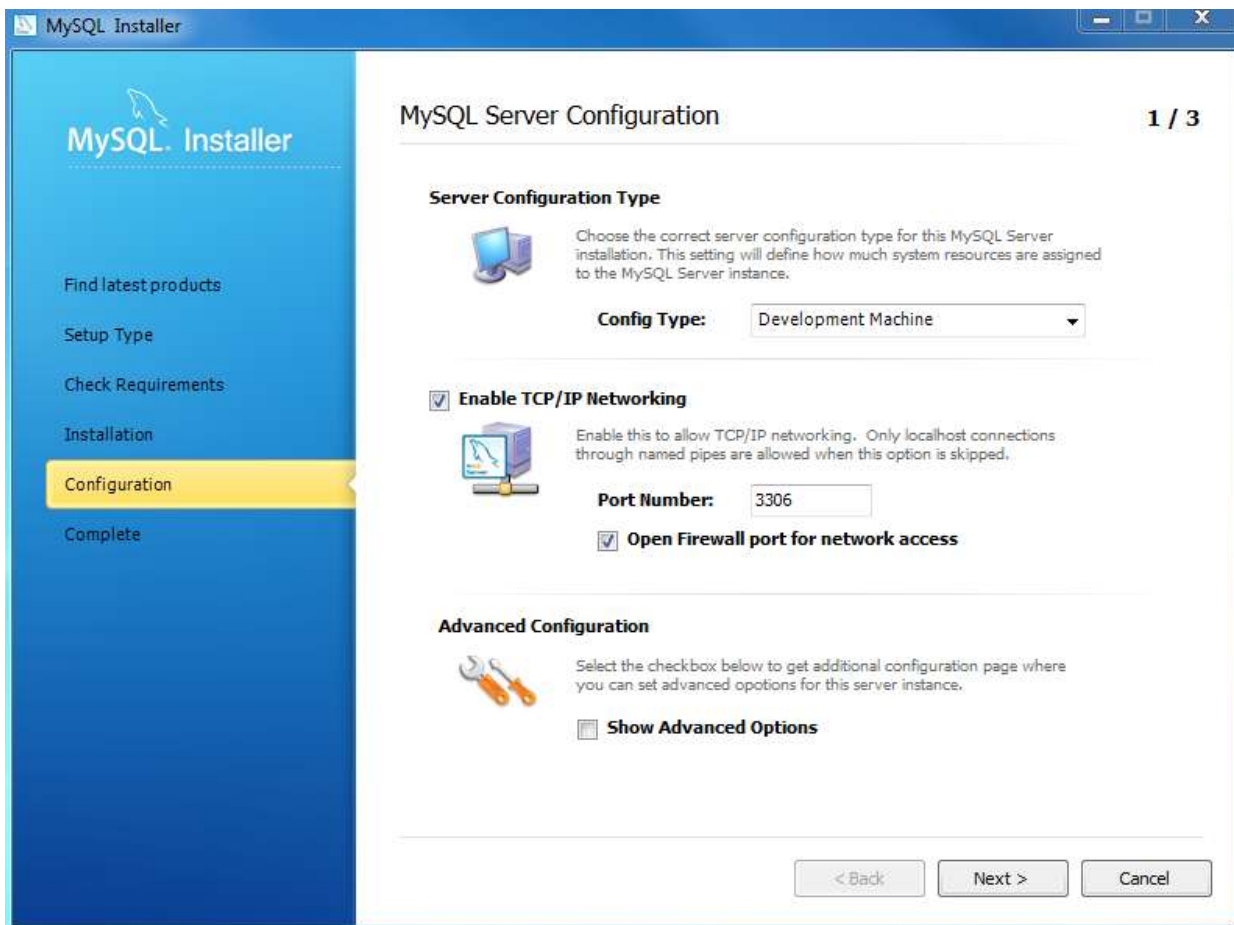 MySQL Installer
MySQL. Installer
Find latest products
Setup Type
Check Requirements
Installation
Configuration
Complete
MySQL Server Configuration
1 / 3
Server Configuration Type
Choose the correct server configuration type for this MySQL Server
installation. This setting will define how much system resources are assigned
to the MySQL Server instance.
Config Type:
Development Machine
Enable TCP/IP Networking
Enable this to allow TCP/IP networking. Only localhost connections
through named pipes are allowed when this option is skipped.
Port Number:
3306
Open Firewall port for network access
Advanced Configuration
Select the checkbox below to get additional configuration page where
you can set advanced opotions for this server instance.
Show Advanced Options
< Back
Next >
Cancel